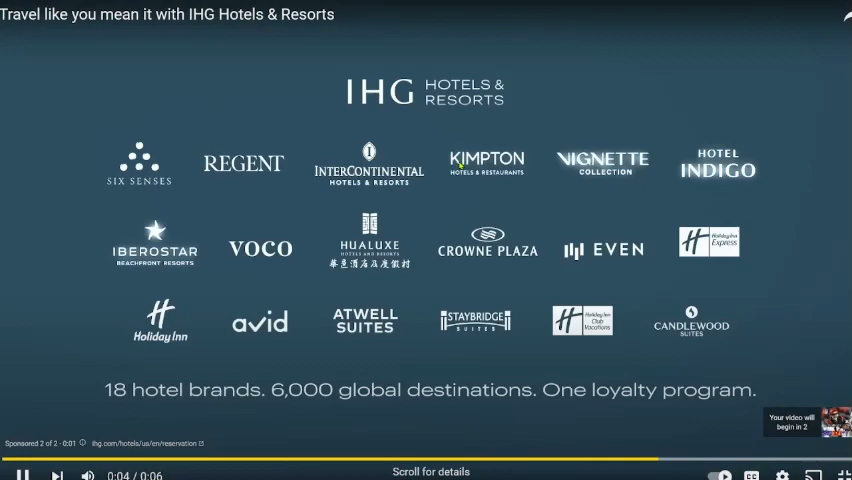 Travel like you mean it with IHG Hotels & Resorts
IHG HOTELS &
RESORTS
SIX SENSES
REGENT
INTERCONTINENTAL
HOTELS & RESORTS
KIMPTON
HOTELS & RESTAURANTS
VIGNETTE
COLLECTION
HOTEL
INDIGO
IBEROSTAR
BEACHFRONT RESORTS
VOCO
HUALUXE
HOTELS AND RESORTS
華邑酒店及度假村
CROWNE PLAZA
EVEN
Holiday Inn
Express
Holiday Inn
avid
ATWELL
SUITES
STAYBRIDGE
SUITES
Holiday Inn
Club
Vacations
CANDLEWOOD
SUITES
18 hotel brands. 6,000 global destinations. One loyalty program.
Your video will
begin in 2
Sponsored 2 of 2 · 0:01
ihg.com/hotels/us/en/reservation
0:04 / 0:06
Scroll for details
CC